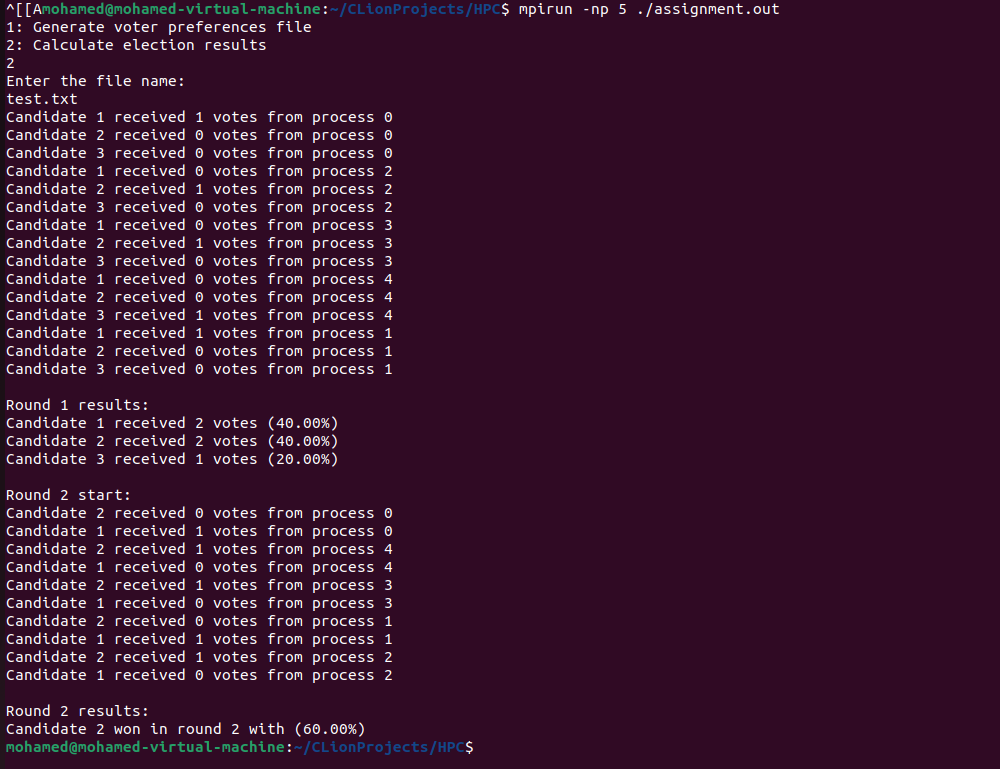 ^[[Amohamed@mohamed-virtual-machine:~/CLionProjects/HPC$ mpirun -np 5 ./assignment.out
1: Generate voter preferences file
2: Calculate election results
2
Enter the file name:
test.txt
Candidate 1 received 1 votes from process 0
Candidate 2 received 0 votes from process 0
Candidate 3 received 0 votes from process 0
Candidate 1 received 0 votes from process 2
Candidate 2 received 1 votes from process 2
Candidate 3 received 0 votes from process 2
Candidate 1 received 0 votes from process 3
Candidate 2 received 1 votes from process 3
Candidate 3 received 0 votes from process 3
Candidate 1 received 0 votes from process 4
Candidate 2 received 0 votes from process 4
Candidate 3 received 1 votes from process 4
Candidate 1 received 1 votes from process 1
Candidate 2 received 0 votes from process 1
Candidate 3 received 0 votes from process 1

Round 1 results:
Candidate 1 received 2 votes (40.00%)
Candidate 2 received 2 votes (40.00%)
Candidate 3 received 1 votes (20.00%)

Round 2 start:
Candidate 2 received 0 votes from process 0
Candidate 1 received 1 votes from process 0
Candidate 2 received 1 votes from process 4
Candidate 1 received 0 votes from process 4
Candidate 2 received 1 votes from process 3
Candidate 1 received 0 votes from process 3
Candidate 2 received 0 votes from process 1
Candidate 1 received 1 votes from process 1
Candidate 2 received 1 votes from process 2
Candidate 1 received 0 votes from process 2

Round 2 results:
Candidate 2 won in round 2 with (60.00%)
mohamed@mohamed-virtual-machine:~/CLionProjects/HPC$